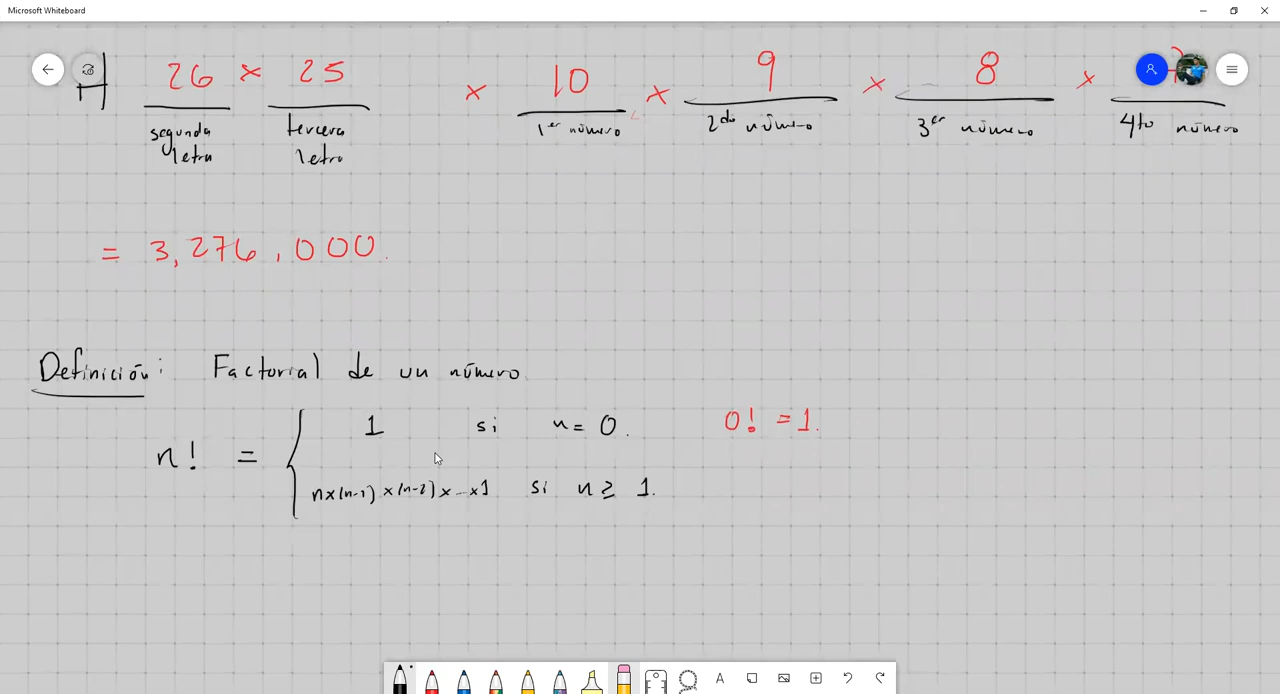 Microsoft Whiteboard
H 26 × 25 × 10 × 9 × 8 ×
segunda letra tercera letra 1er número 2do número 3er número 4to número
= 3,276,000.
Definición: Factorial de un número
n! = { 1 si n = 0. 0! = 1.
n×(n-1)×(n-2)×...×1 si n ≥ 1.